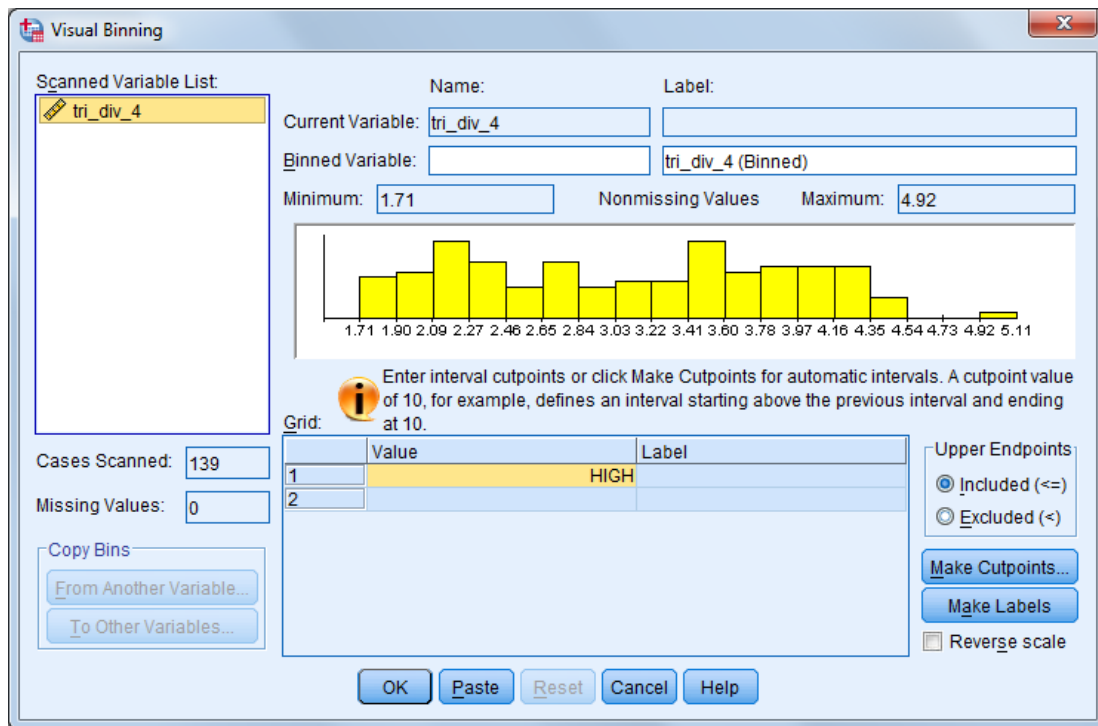 Visual Binning
Scanned Variable List:
tri_div_4
Name: Label:
Current Variable: tri_div_4
Binned Variable: tri_div_4 (Binned)
Minimum: 1.71 Nonmissing Values Maximum: 4.92
1.71 1.90 2.09 2.27 2.46 2.65 2.84 3.03 3.22 3.41 3.60 3.78 3.97 4.16 4.35 4.54 4.73 4.92 5.11
Enter interval cutpoints or click Make Cutpoints for automatic intervals. A cutpoint value
of 10, for example, defines an interval starting above the previous interval and ending
at 10.
Grid:
Value Label
1 HIGH
2
Cases Scanned: 139
Missing Values: 0
Copy Bins
From Another Variable...
To Other Variables...
Upper Endpoints
Included (<=)
Excluded (<)
Make Cutpoints...
Make Labels
Reverse scale
OK Paste Reset Cancel Help